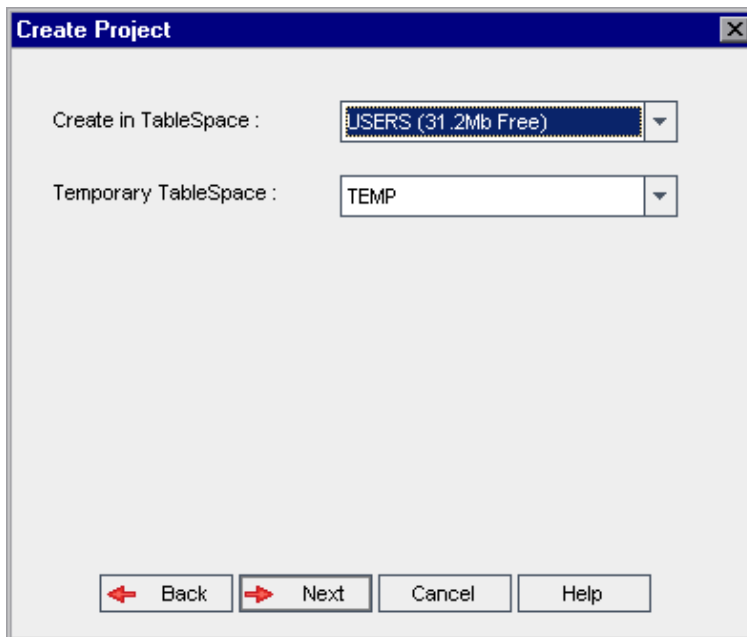 Create Project
Create in TableSpace : USERS (31.2Mb Free)
Temporary TableSpace : TEMP
Back Next Cancel Help